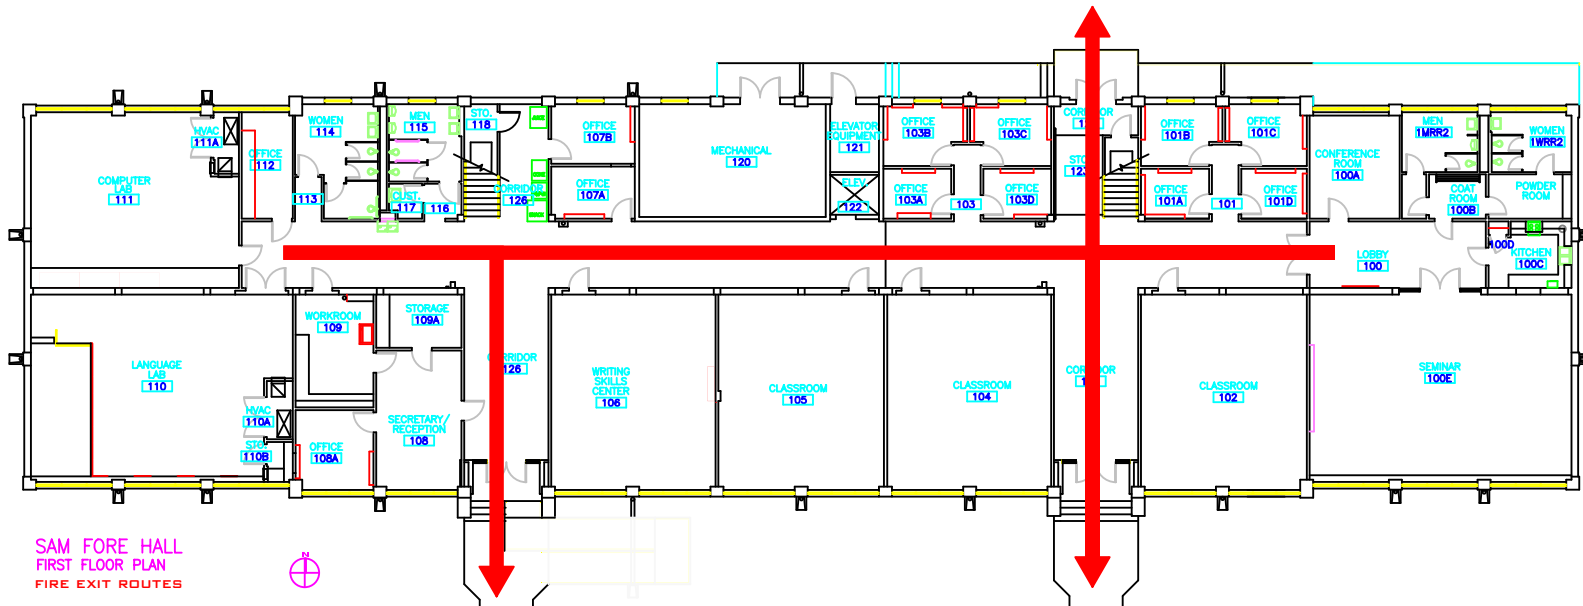 WOMEN
114
MEN
115
STO.
118
HVAC
111A
OFFICE
112
COMPUTER
LAB
111
113
CUST.
117
116
CORRIDOR
126
OFFICE
107B
OFFICE
107A
MECHANICAL
120
ELEVATOR
EQUIPMENT
121
ELEV.
122
OFFICE
103B
OFFICE
103C
OFFICE
103A
103
OFFICE
103D
OFFICE
101B
OFFICE
101C
OFFICE
101A
101
OFFICE
101D
CONFERENCE
ROOM
100A
MEN
1MRR2
WOMEN
1WRR2
COAT
ROOM
100B
POWDER
ROOM
100D
KITCHEN
100C
LOBBY
100
WORKROOM
109
STORAGE
109A
LANGUAGE
LAB
110
HVAC
110A
STO.
110B
OFFICE
108A
SECRETARY/
RECEPTION
108
126
WRITING
SKILLS
CENTER
106
CLASSROOM
105
CLASSROOM
104
CLASSROOM
102
SEMINAR
100E
SAM FORE HALL
FIRST FLOOR PLAN
FIRE EXIT ROUTES
N